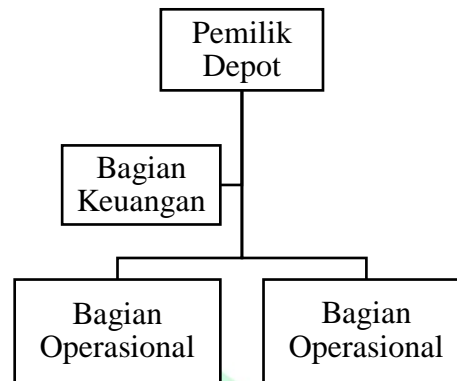 Pemilik
Depot
Bagian
Keuangan
Bagian
Operasional
Bagian
Operasional